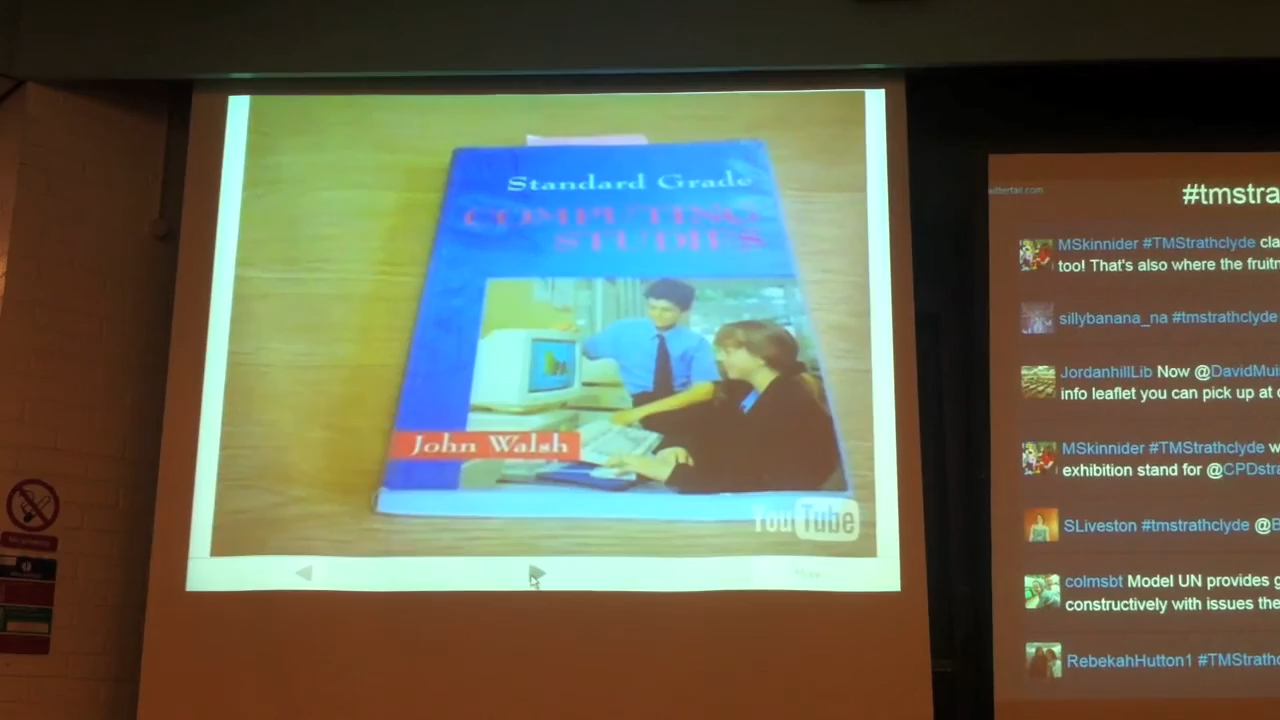 Standard Grade
COMPUTING
STUDIES
John Walsh
YouTube
#tmstra
MSkinnider #TMStrathclyde cla
too! That's also where the fruitm
sillybanana_na #tmstrathclyde
JordanhillLib Now @DavidMui
info leaflet you can pick up at
MSkinnider #TMStrathclyde w
exhibition stand for @CPDstra
SLiveston #tmstrathclyde @
colmsbt Model UN provides g
constructively with issues the
RebekahHutton1 #TMStrathc